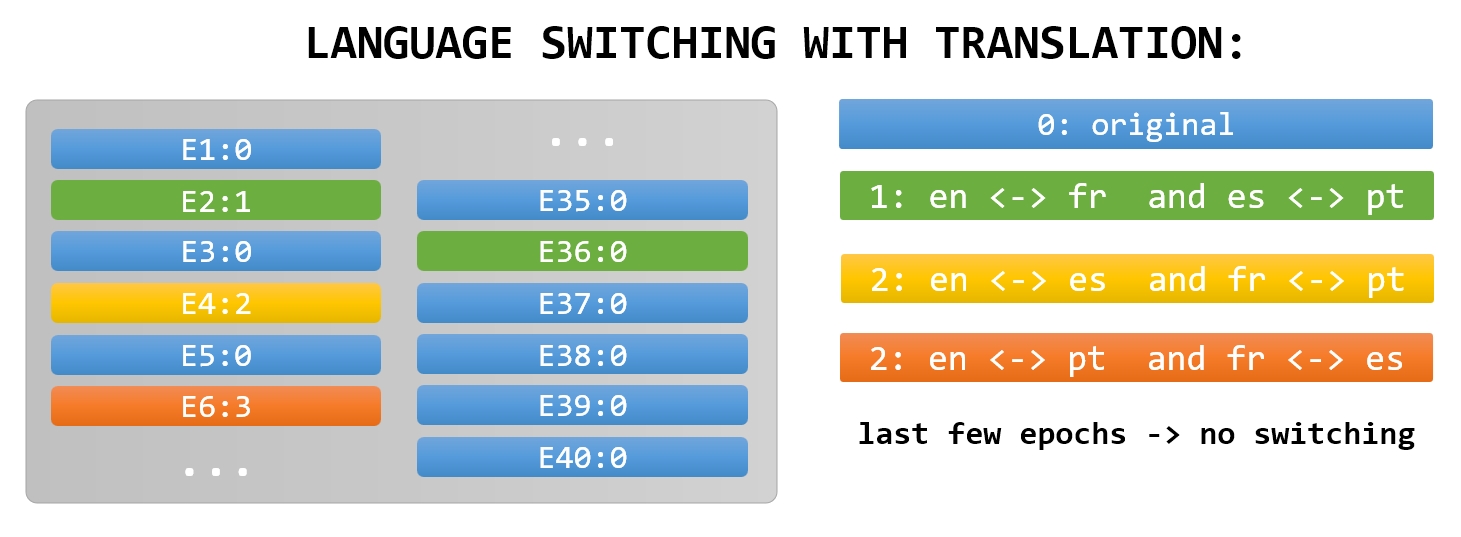 LANGUAGE SWITCHING WITH TRANSLATION:
E1:0
E2:1
E3:0
E4:2
E5:0
E6:3
...
...
E35:0
E36:0
E37:0
E38:0
E39:0
E40:0
0: original
1: en <-> fr and es <-> pt
2: en <-> es and fr <-> pt
2: en <-> pt and fr <-> es
last few epochs -> no switching